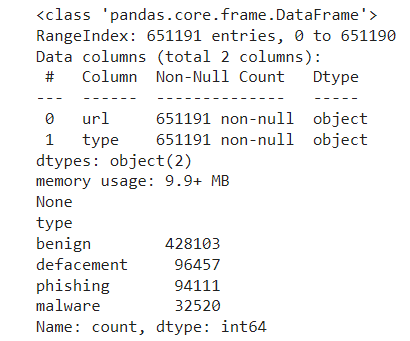 <class 'pandas.core.frame.DataFrame'>
RangeIndex: 651191 entries, 0 to 651190
Data columns (total 2 columns):
 #   Column  Non-Null Count   Dtype
---  ------  --------------   -----
 0   url     651191 non-null  object
 1   type    651191 non-null  object
dtypes: object(2)
memory usage: 9.9+ MB
None
type
benign        428103
defacement     96457
phishing       94111
malware        32520
Name: count, dtype: int64